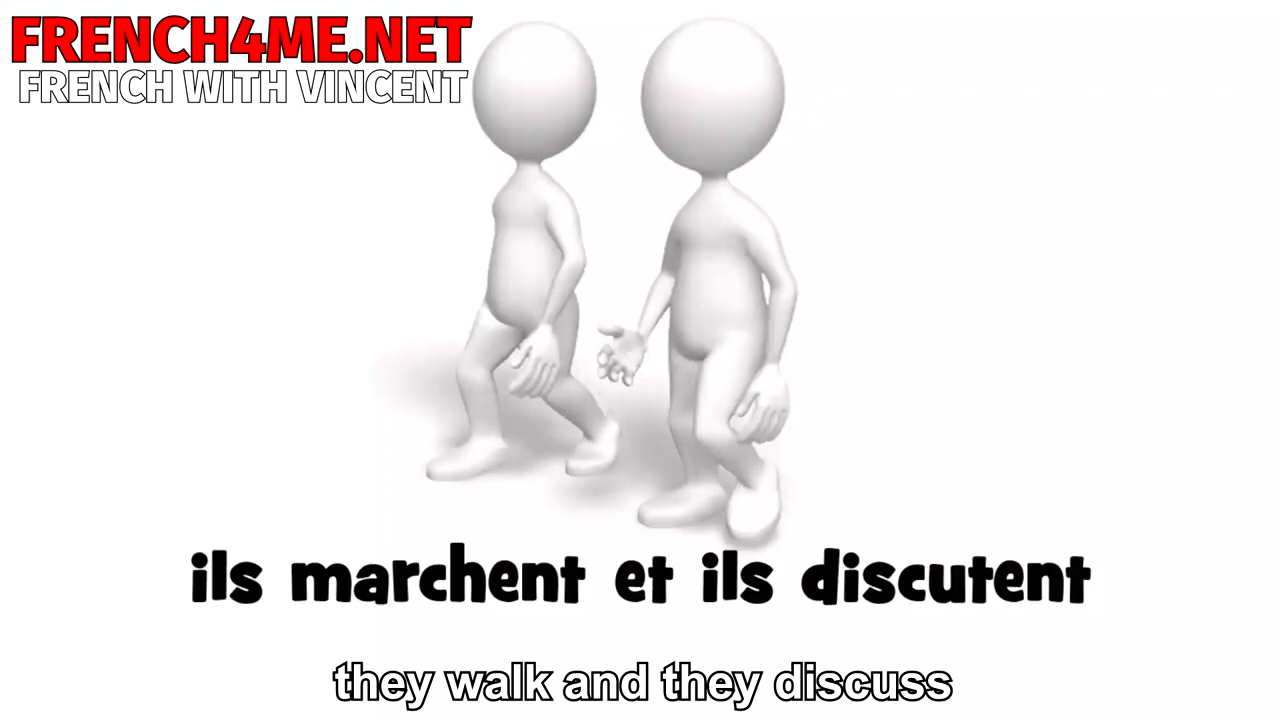 FRENCH4ME.NET
FRENCH WITH VINCENT
ils marchent et ils discutent
they walk and they discuss